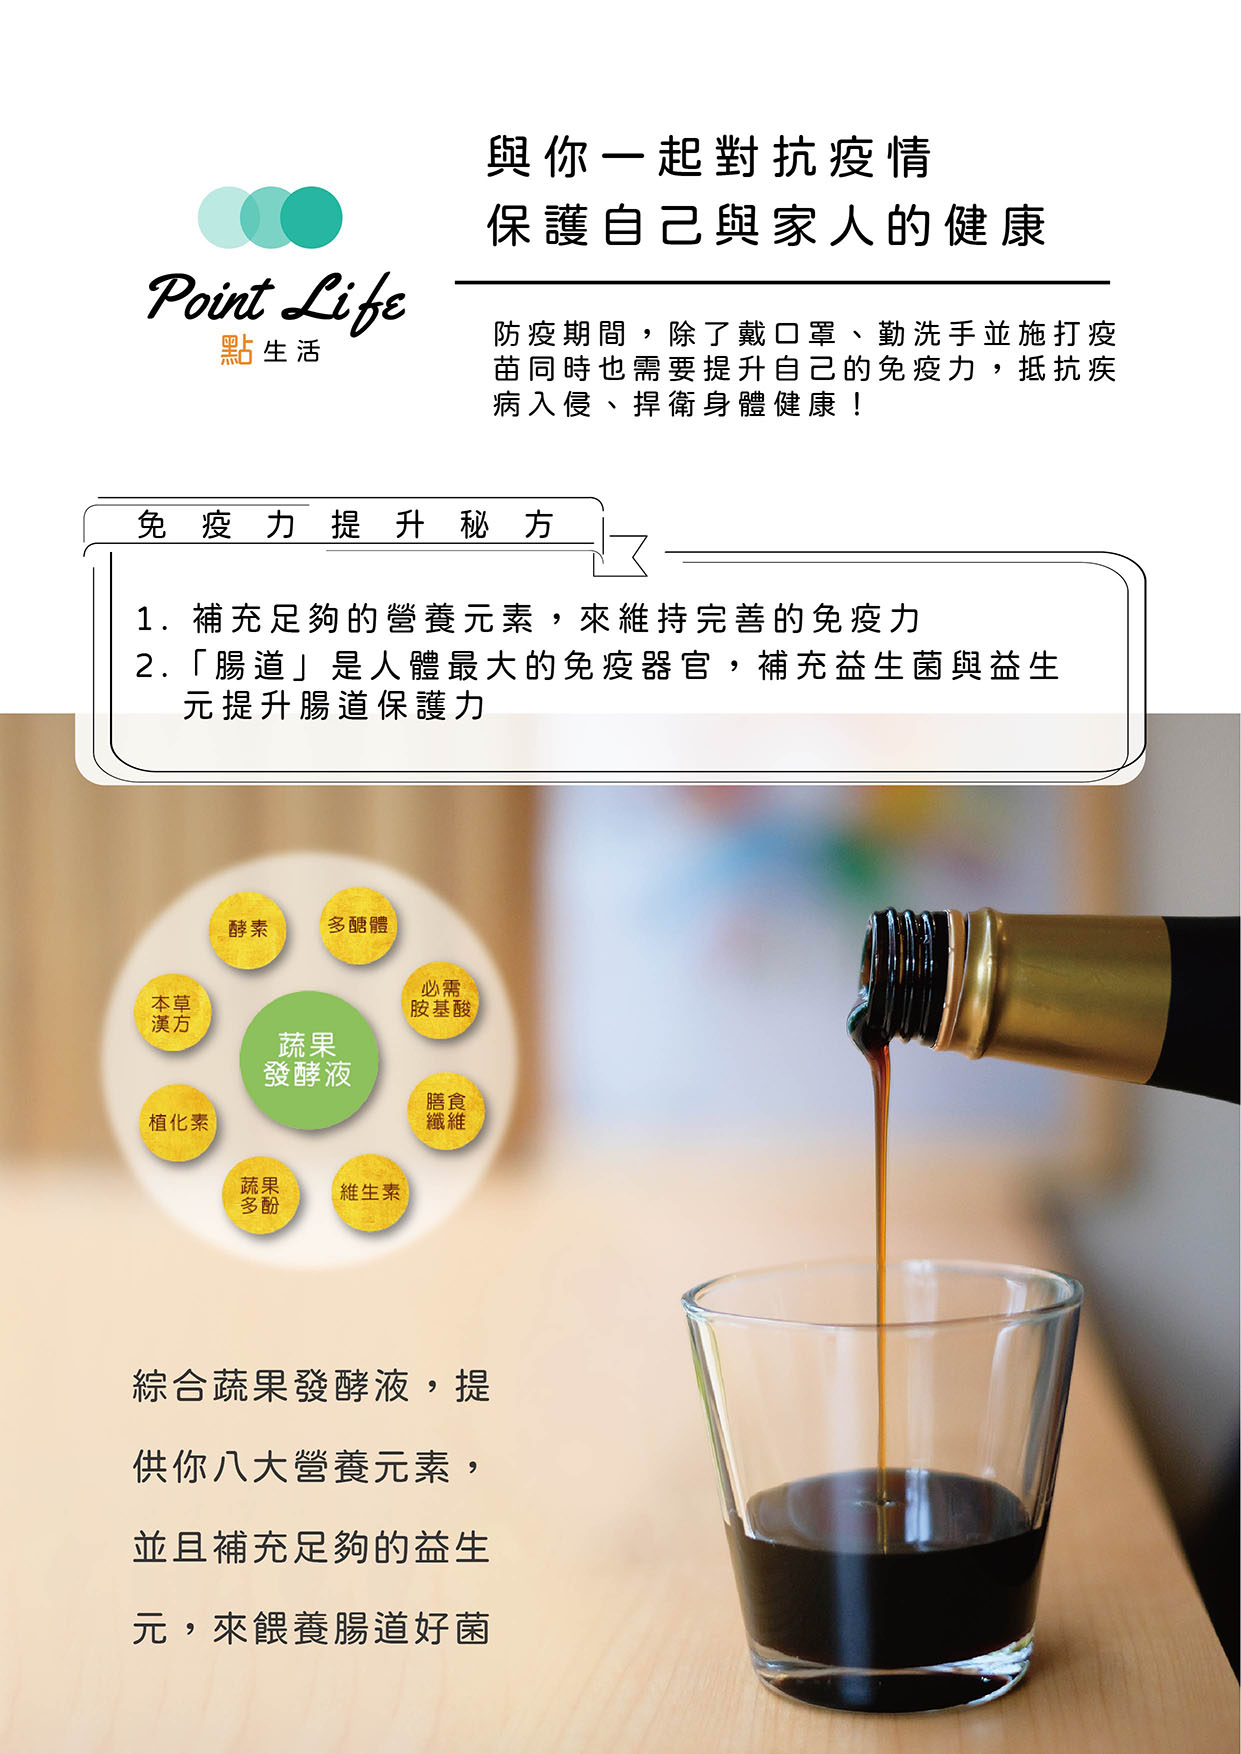 與你一起對抗疫情
保護自己與家人的健康
Point Life
點生活
防疫期間，除了戴口罩、勤洗手並施打疫
苗同時也需要提升自己的免疫力，抵抗疾
病入侵、捍衛身體健康！
免疫力提升秘方
1. 補充足夠的營養元素，來維持完善的免疫力
2.「腸道」是人體最大的免疫器官，補充益生菌與益生
元提升腸道保護力
酵素
多醣體
本草
漢方
必需
胺基酸
蔬果
發酵液
植化素
膳食
纖維
蔬果
多酚
維生素
綜合蔬果發酵液，提
供你八大營養元素，
並且補充足夠的益生
元，來餵養腸道好菌